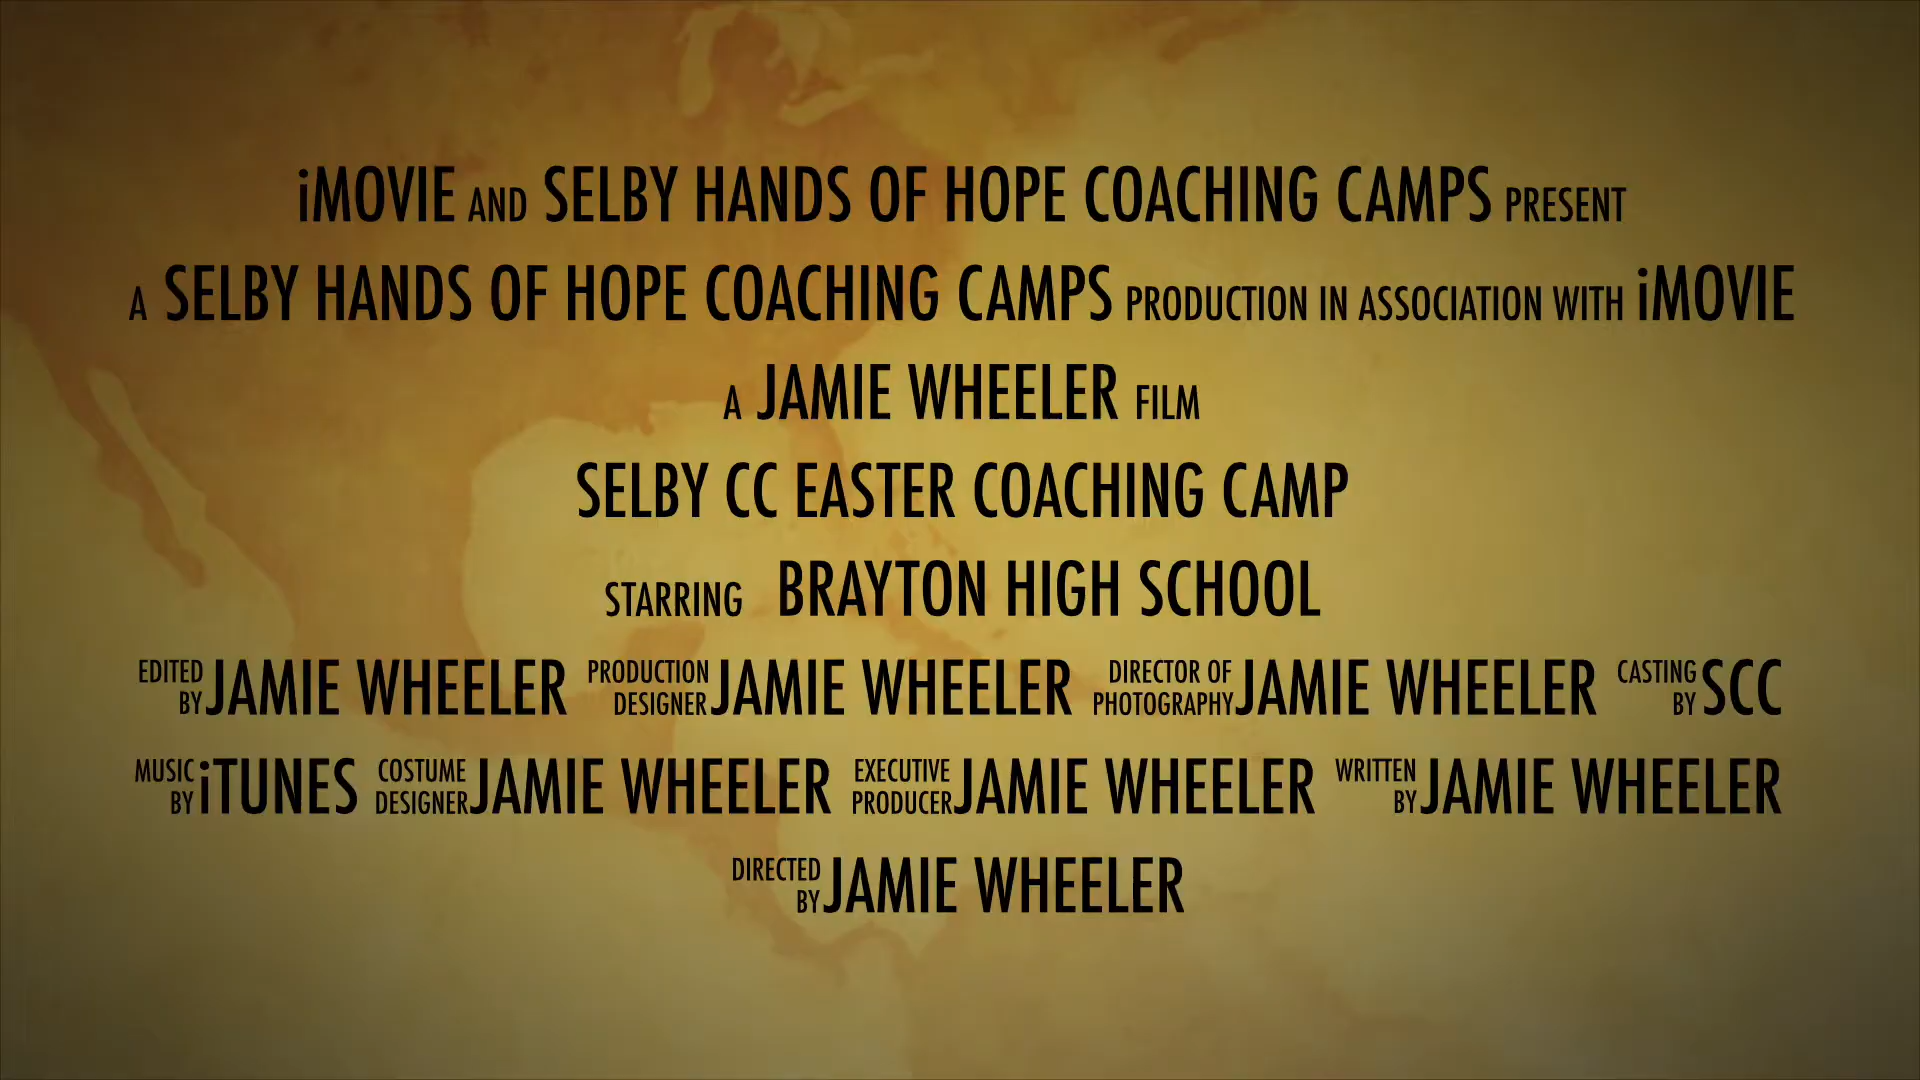 iMOVIE AND SELBY HANDS OF HOPE COACHING CAMPS PRESENT
A SELBY HANDS OF HOPE COACHING CAMPS PRODUCTION IN ASSOCIATION WITH iMOVIE
A JAMIE WHEELER FILM
SELBY CC EASTER COACHING CAMP
STARRING BRAYTON HIGH SCHOOL
EDITED BY JAMIE WHEELER PRODUCTION DESIGNER JAMIE WHEELER DIRECTOR OF PHOTOGRAPHY JAMIE WHEELER CASTING BY SCC
MUSIC BY iTUNES COSTUME DESIGNER JAMIE WHEELER EXECUTIVE PRODUCER JAMIE WHEELER WRITTEN BY JAMIE WHEELER
DIRECTED BY JAMIE WHEELER